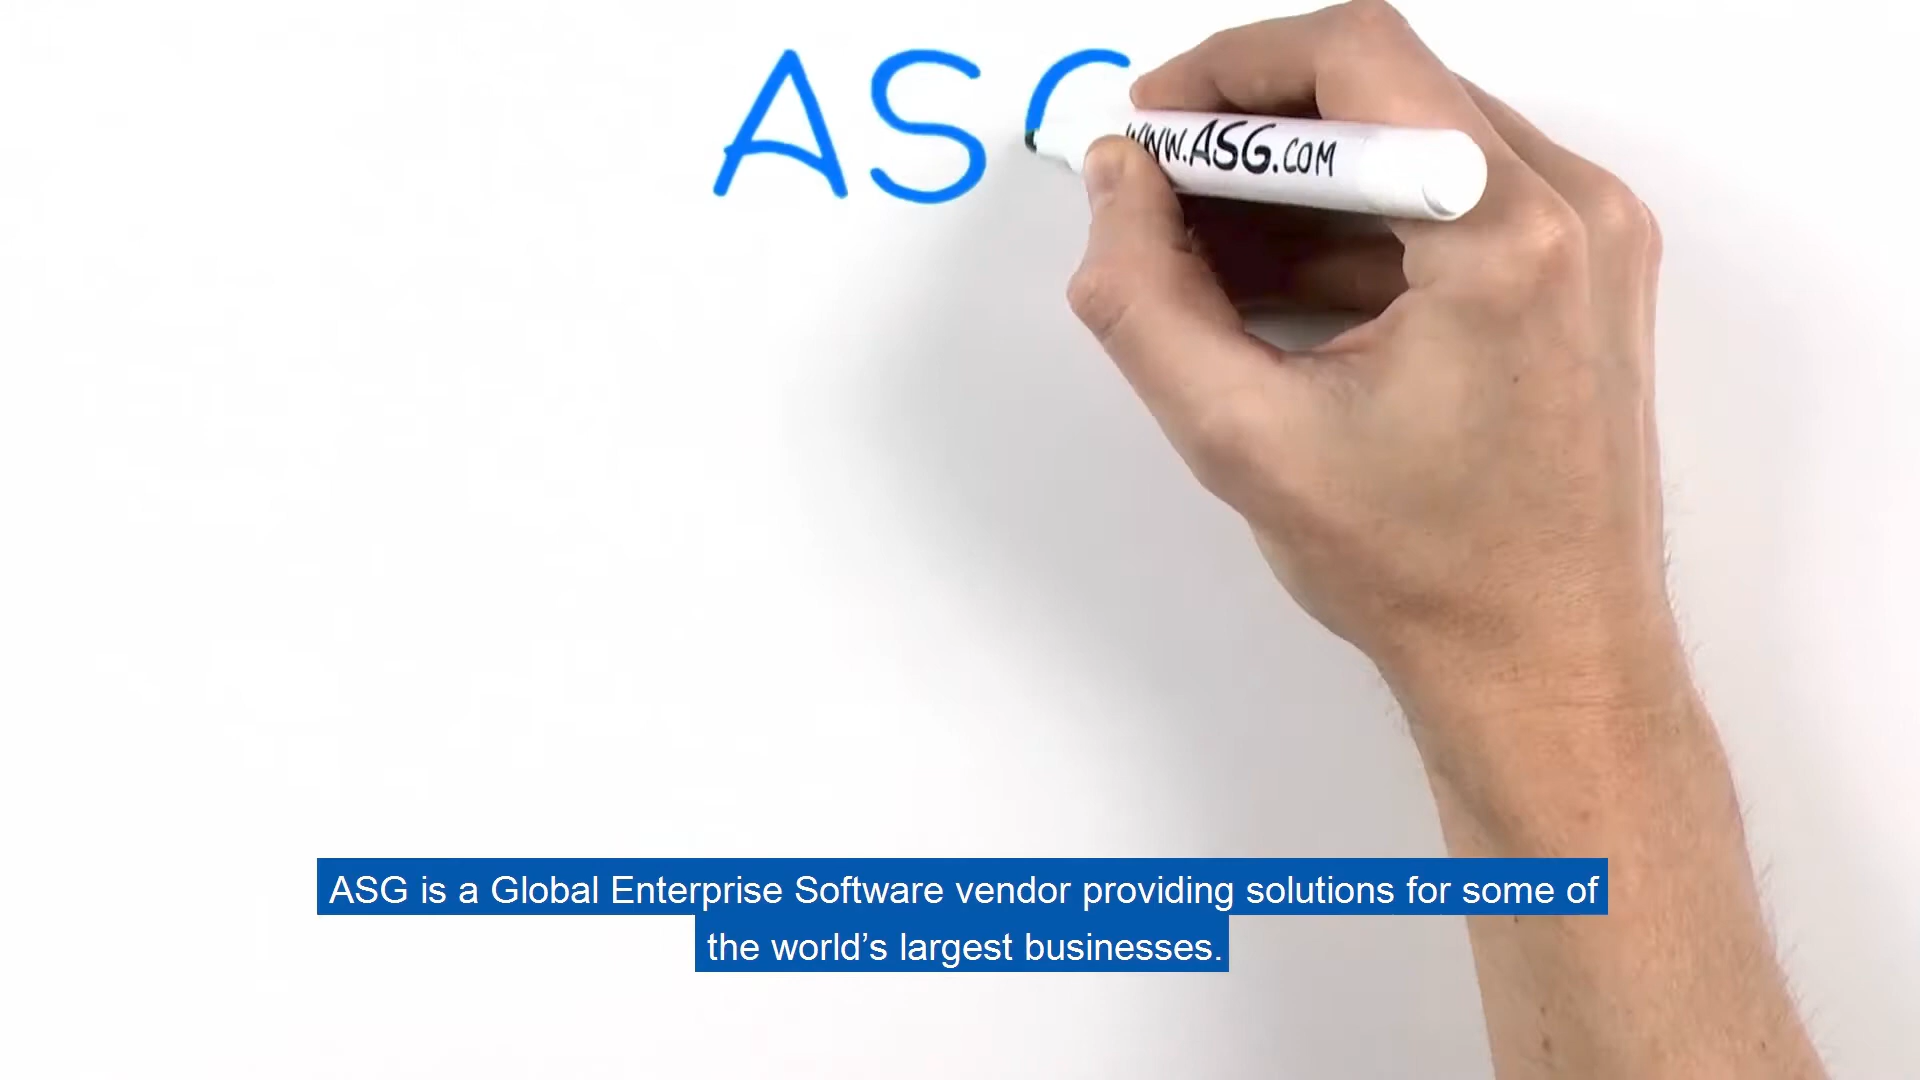 ASG
www.ASG.com
ASG is a Global Enterprise Software vendor providing solutions for some of
the world’s largest businesses.